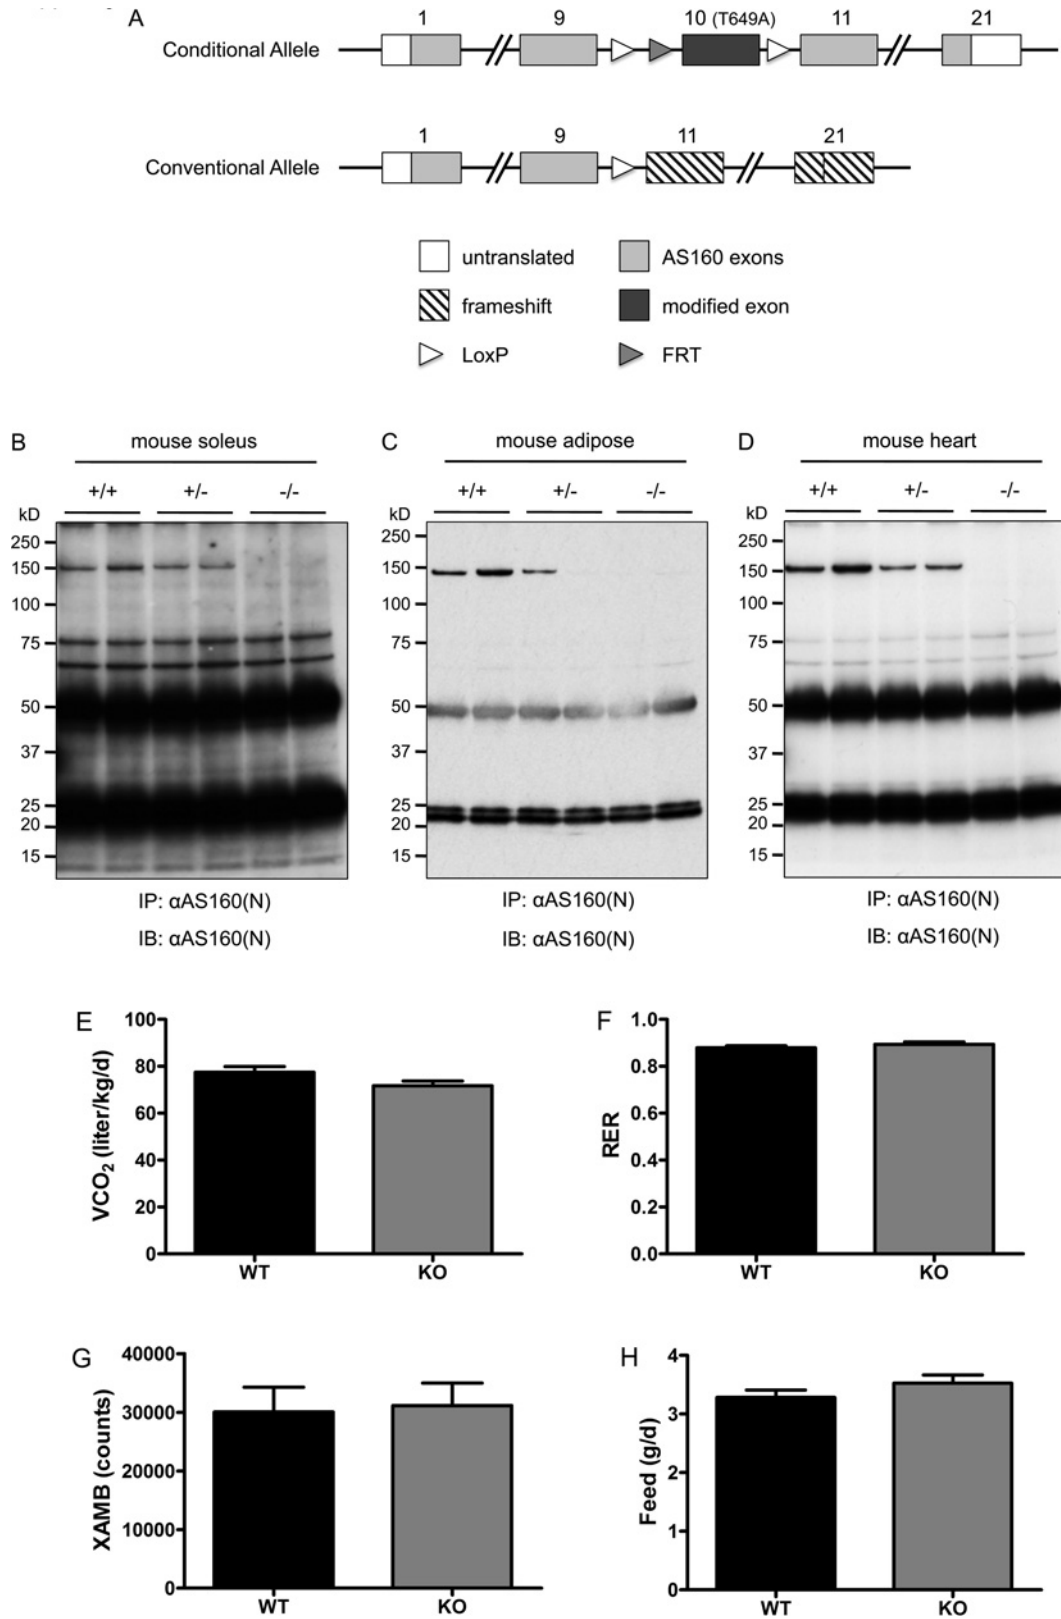 A
1 9 10 (T649A) 11 21
Conditional Allele
1 9 11 21
Conventional Allele
untranslated AS160 exons
frameshift modified exon
LoxP FRT
B mouse soleus
+/+ +/- -/-
kD
250
150
100
75
50
37
25
20
15
IP: αAS160(N)
IB: αAS160(N)
C mouse adipose
+/+ +/- -/-
kD
250
150
100
75
50
37
25
20
15
IP: αAS160(N)
IB: αAS160(N)
D mouse heart
+/+ +/- -/-
kD
250
150
100
75
50
37
25
20
15
IP: αAS160(N)
IB: αAS160(N)
E
VCO₂ (liter/kg/d)
100
80
60
40
20
0
WT KO
F
RER
1.0
0.8
0.6
0.4
0.2
0.0
WT KO
G
XAMB (counts)
40000
30000
20000
10000
0
WT KO
H
Feed (g/d)
4
3
2
1
0
WT KO